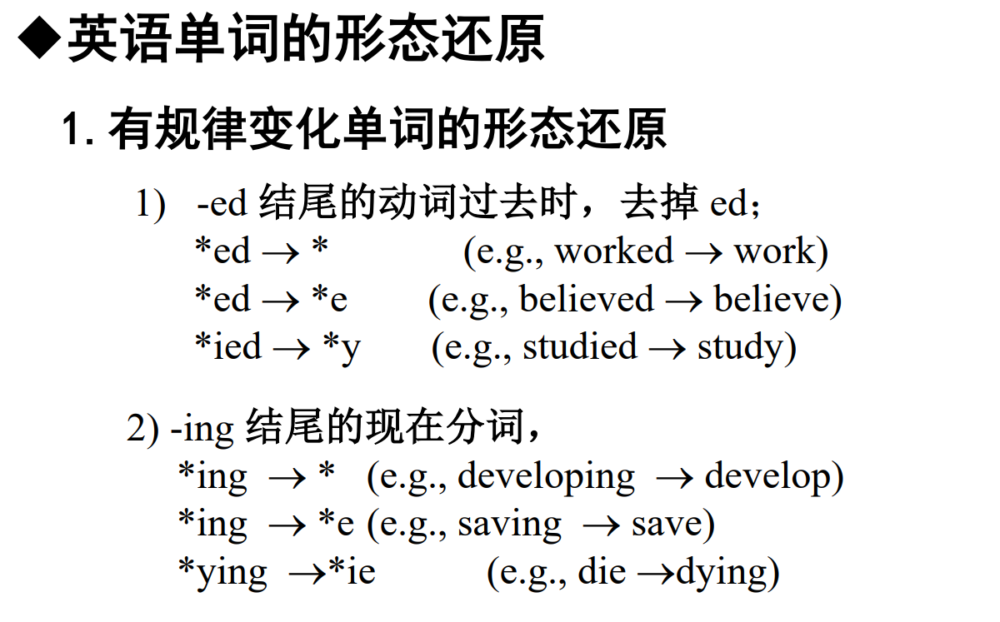 ◆英语单词的形态还原
1.有规律变化单词的形态还原
1) -ed 结尾的动词过去时，去掉 ed；
*ed → * (e.g., worked → work)
*ed → *e (e.g., believed → believe)
*ied → *y (e.g., studied → study)
2) -ing 结尾的现在分词，
*ing → * (e.g., developing → develop)
*ing → *e (e.g., saving → save)
*ying →*ie (e.g., die →dying)